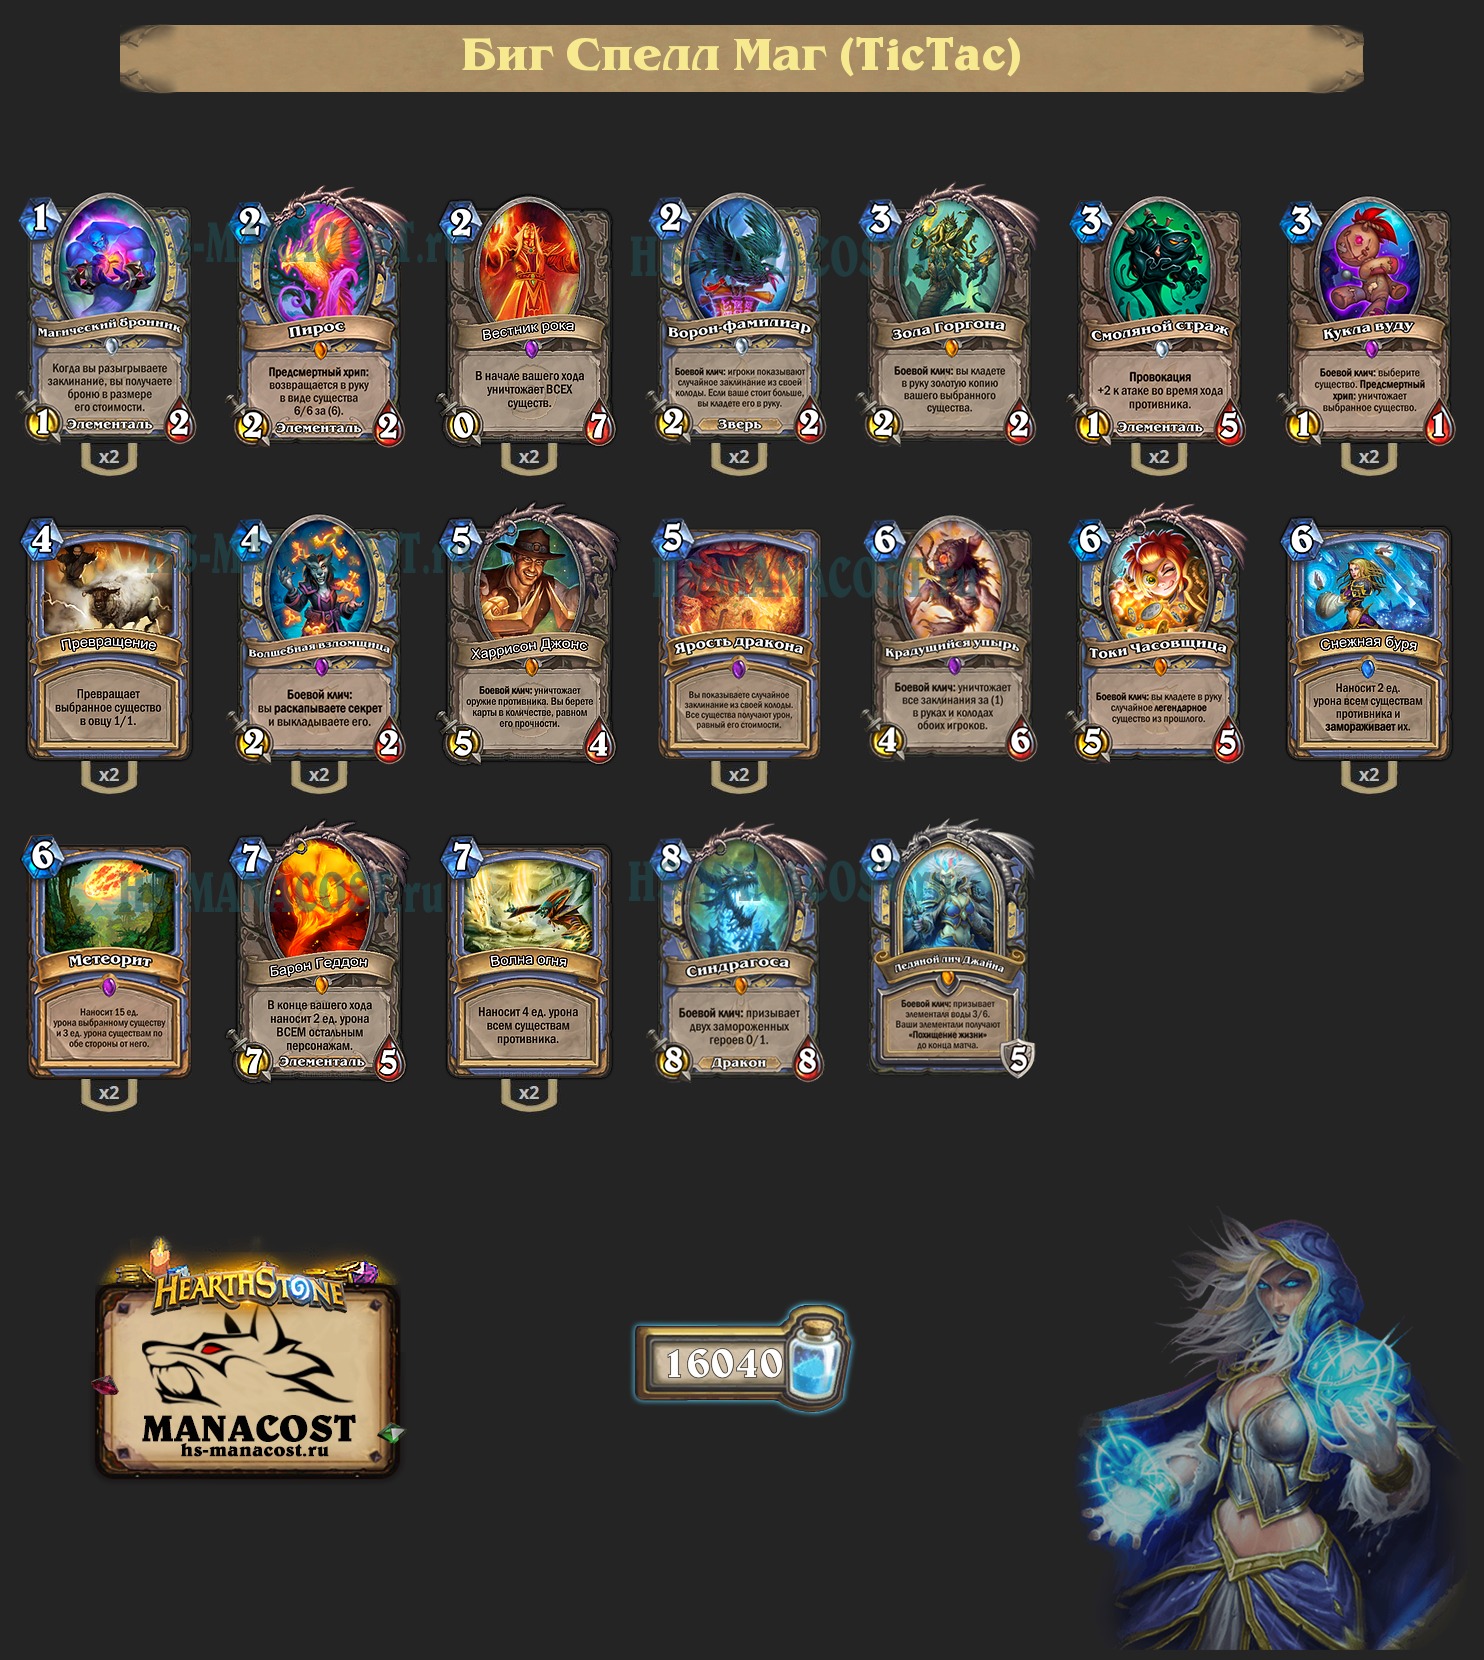 Биг Спелл Маг (TicTac)
1
Магический бронник
Когда вы разыгрываете
заклинание, вы получаете
броню в размере
его стоимости.
1 Элементаль 2
x2
2
Пирос
Предсмертный хрип:
возвращается в руку
в виде существа
6/6 за (6).
2 Элементаль 2
2
Вестник рока
В начале вашего хода
уничтожает ВСЕХ
существ.
0 7
x2
2
Ворон-фамилиар
Боевой клич: игроки показывают
случайное заклинание из своей
колоды. Если ваше стоит больше,
вы кладете его в руку.
2 Зверь 2
x2
3
Зола Горгона
Боевой клич: вы кладете
в руку золотую копию
вашего выбранного
существа.
2 2
3
Смоляной страж
Провокация
+2 к атаке во время хода
противника.
1 Элементаль 5
x2
3
Кукла вуду
Боевой клич: выберите
существо. Предсмертный
хрип: уничтожает
выбранное существо.
1 1
x2
4
Превращение
Превращает
выбранное существо
в овцу 1/1.
x2
4
Волшебная взломщица
Боевой клич:
вы раскапываете секрет
и выкладываете его.
2 2
x2
5
Харрисон Джонс
Боевой клич: уничтожает
оружие противника. Вы берете
карты в количестве, равном
его прочности.
5 4
5
Ярость дракона
Вы показываете случайное
заклинание из своей колоды.
Все существа получают урон,
равный его стоимости.
x2
6
Крадущийся упырь
Боевой клич: уничтожает
все заклинания за (1)
в руках и колодах
обоих игроков.
4 6
6
Токи Часовщица
Боевой клич: вы кладете в руку
случайное легендарное
существо из прошлого.
5 5
6
Снежная буря
Наносит 2 ед.
урона всем существам
противника и
замораживает их.
x2
6
Метеорит
Наносит 15 ед.
урона выбранному существу
и 3 ед. урона существам по
обе стороны от него.
x2
7
Барон Геддон
В конце вашего хода
наносит 2 ед. урона
ВСЕМ остальным
персонажам.
7 Элементаль 5
7
Волна огня
Наносит 4 ед. урона
всем существам
противника.
x2
8
Синдрагоса
Боевой клич: призывает
двух замороженных
героев 0/1.
8 Дракон 8
9
Ледяной лич Джайна
Боевой клич: призывает
элементаля воды 3/6.
Ваши элементали получают
«Похищение жизни»
до конца матча.
5
HEARTHSTONE
MANACOST
hs-manacost.ru
16040